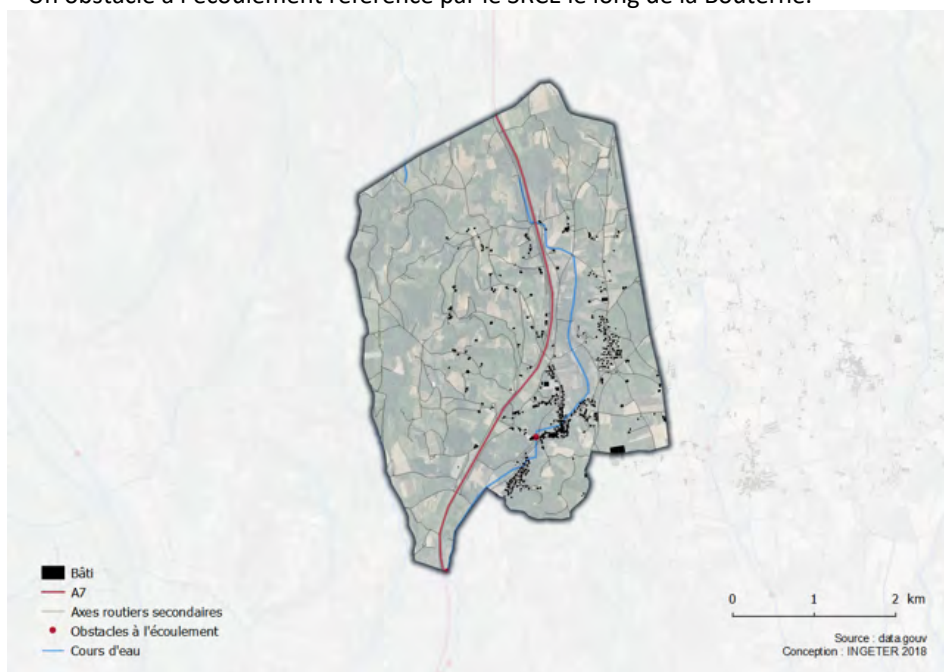 Un obstacle à l'écoulement référencé par le SRCE le long de la Bouterne.
Bâti
A7
Axes routiers secondaires
Obstacles à l'écoulement
Cours d'eau
0 1 2 km
Source : data.gouv
Conception : INGETER 2018